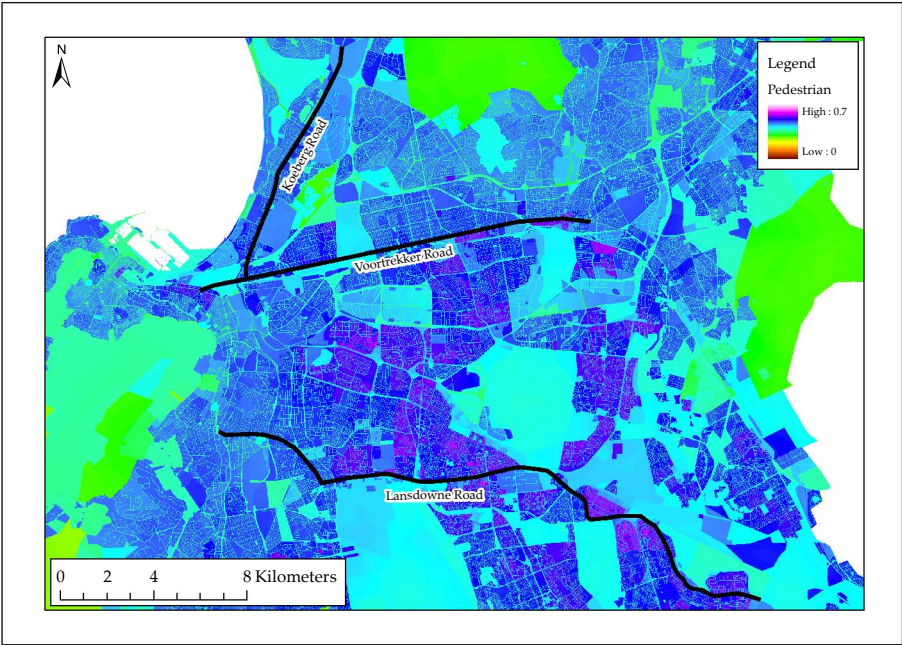 N
Legend
Pedestrian
High : 0.7
Low : 0
Koeberg Road
Voortrekker Road
Lansdowne Road
0 2 4 8 Kilometers